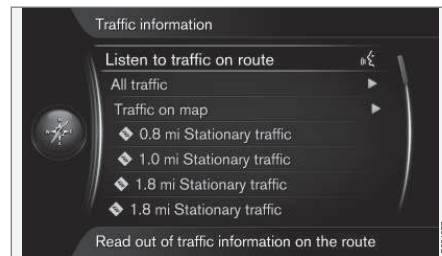 Traffic information
Listen to traffic on route
All traffic
Traffic on map
0.8 mi Stationary traffic
1.0 mi Stationary traffic
1.8 mi Stationary traffic
1.8 mi Stationary traffic
Read out of traffic information on the route